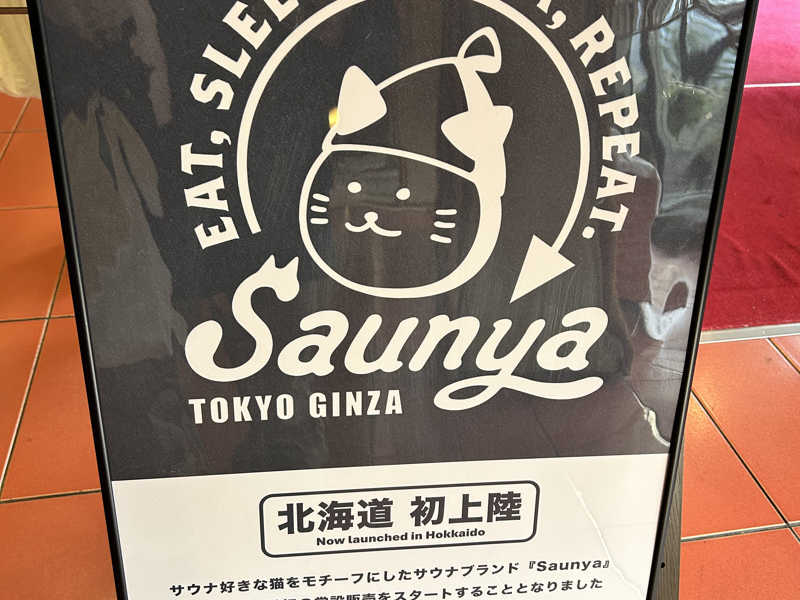 EAT, SLEE
, REPEAT.
Saunya
TOKYO GINZA
北海道 初上陸
Now launched in Hokkaido
サウナ好きな猫をモチーフにしたサウナブランド『Saunya』
の常設販売をスタートすることとなりました